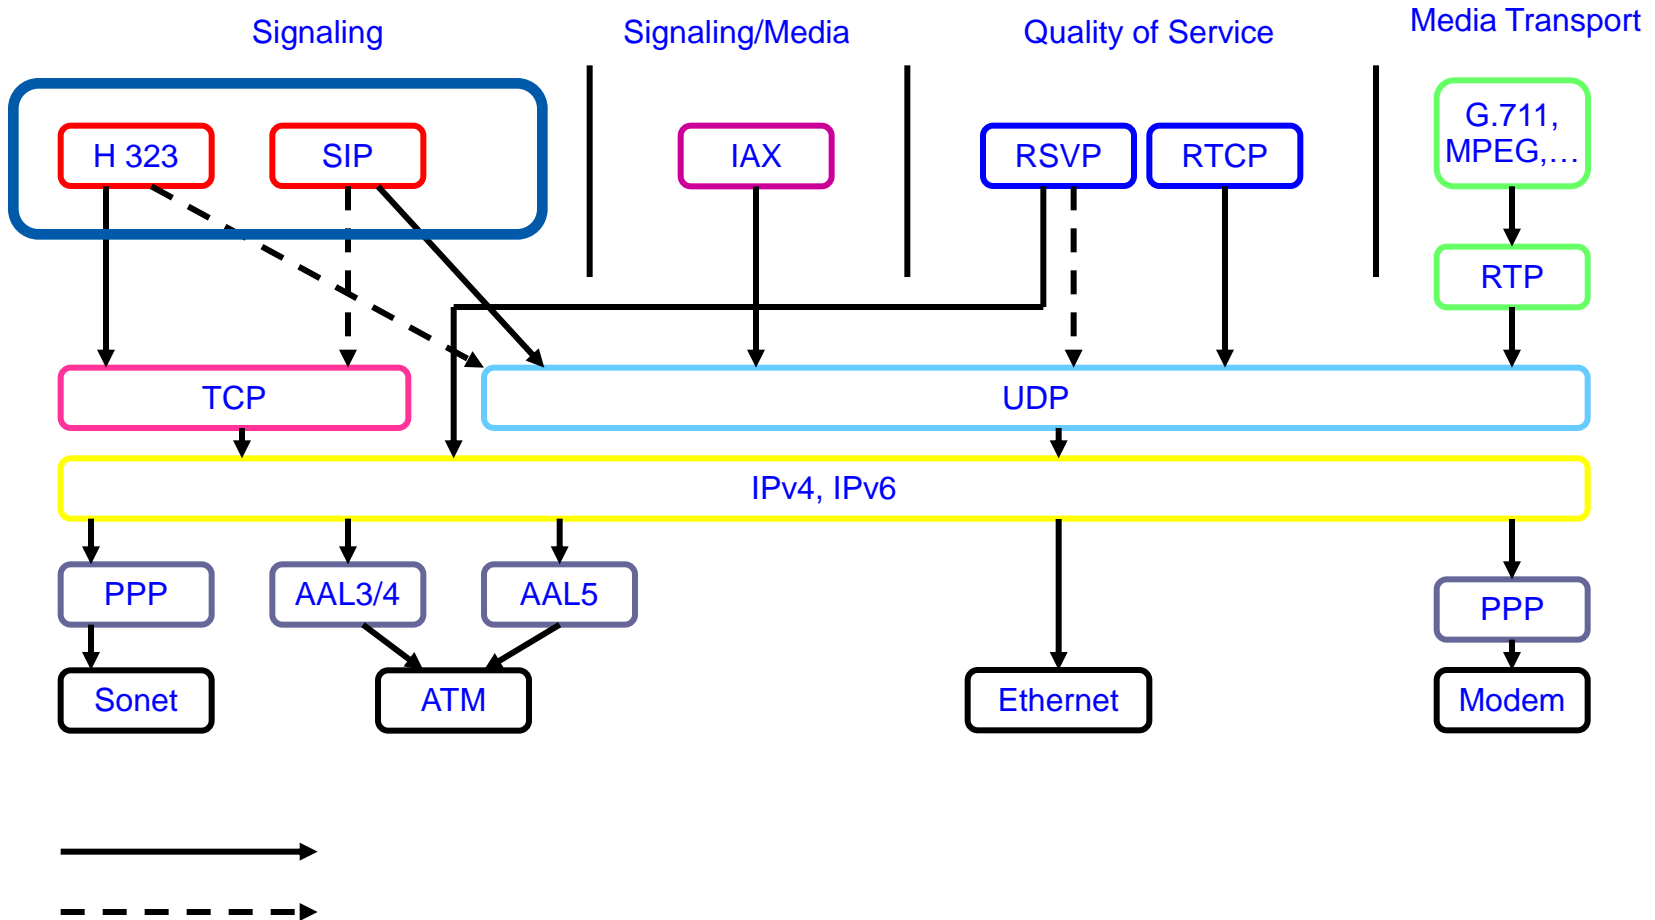 Signaling
Signaling/Media
Quality of Service
Media Transport
H 323
SIP
IAX
RSVP
RTCP
G.711,
MPEG,…
RTP
TCP
UDP
IPv4, IPv6
PPP
AAL3/4
AAL5
PPP
Sonet
ATM
Ethernet
Modem